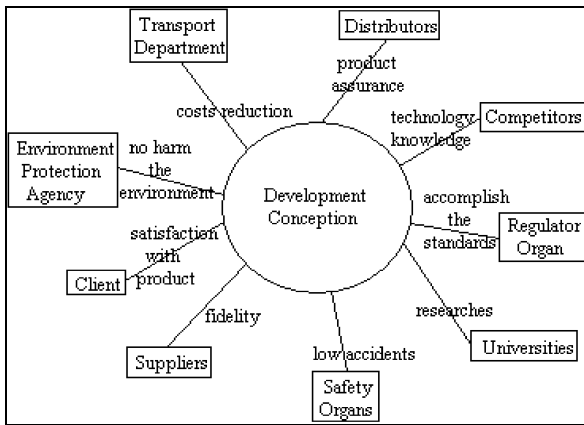 Transport
Department
Distributors
product
assurance
costs reduction
technology
knowledge
Competitors
Environment
Protection
Agency
no harm
the
environment
Development
Conception
accomplish
the
standards
Regulator
Organ
satisfaction
with
product
Client
fidelity
researches
Suppliers
low accidents
Universities
Safety
Organs